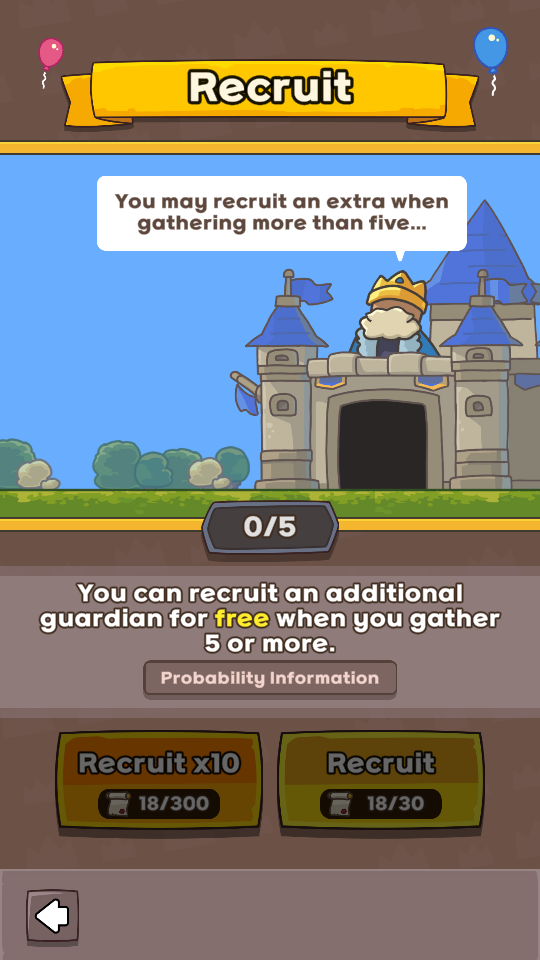 Recruit
You may recruit an extra when
gathering more than five...
0/5
You can recruit an additional
guardian for free when you gather
5 or more.
Probability Information
Recruit x10
18/300
Recruit
18/30